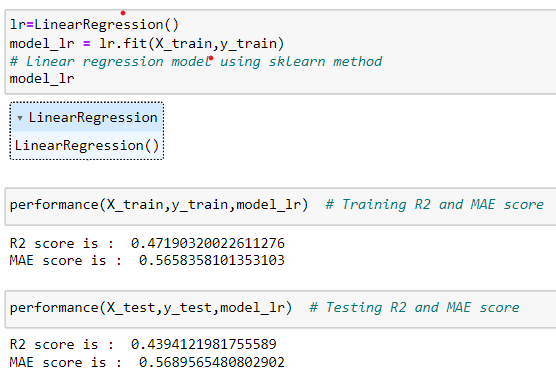 lr=LinearRegression()
model_lr = lr.fit(X_train,y_train)
# Linear regression model using sklearn method
model_lr
▾ LinearRegression
LinearRegression()
performance(X_train,y_train,model_lr)  # Training R2 and MAE score
R2 score is :  0.47190320022611276
MAE score is :  0.5658358101353103
performance(X_test,y_test,model_lr)  # Testing R2 and MAE score
R2 score is :  0.4394121981755589
MAE score is :  0.5689565480802902